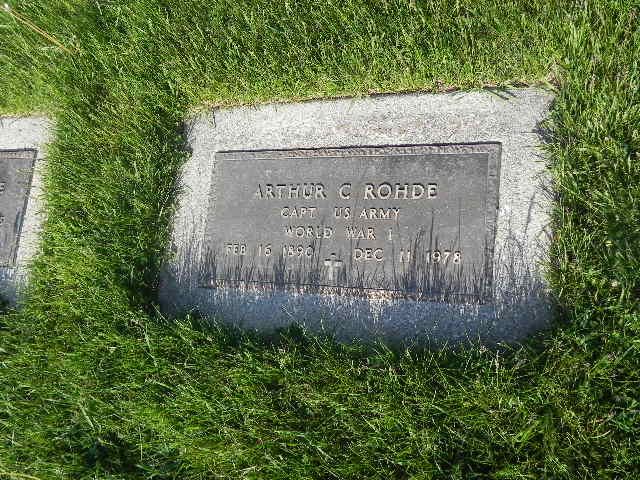 ARTHUR C ROHDE
CAPT US ARMY
WORLD WAR I
FEB 16 1890 DEC 11 1978